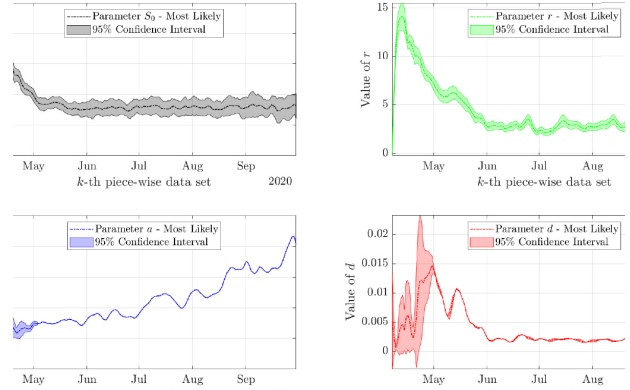 Parameter S₀ - Most Likely
95% Confidence Interval
May Jun Jul Aug Sep
k-th piece-wise data set 2020
Parameter r - Most Likely
95% Confidence Interval
Value of r
15
10
5
0
May Jun Jul Aug
k-th piece-wise data set
Parameter a - Most Likely
95% Confidence Interval
May Jun Jul Aug Sep
Parameter d - Most Likely
95% Confidence Interval
Value of d
0.02
0.015
0.01
0.005
0
May Jun Jul Aug